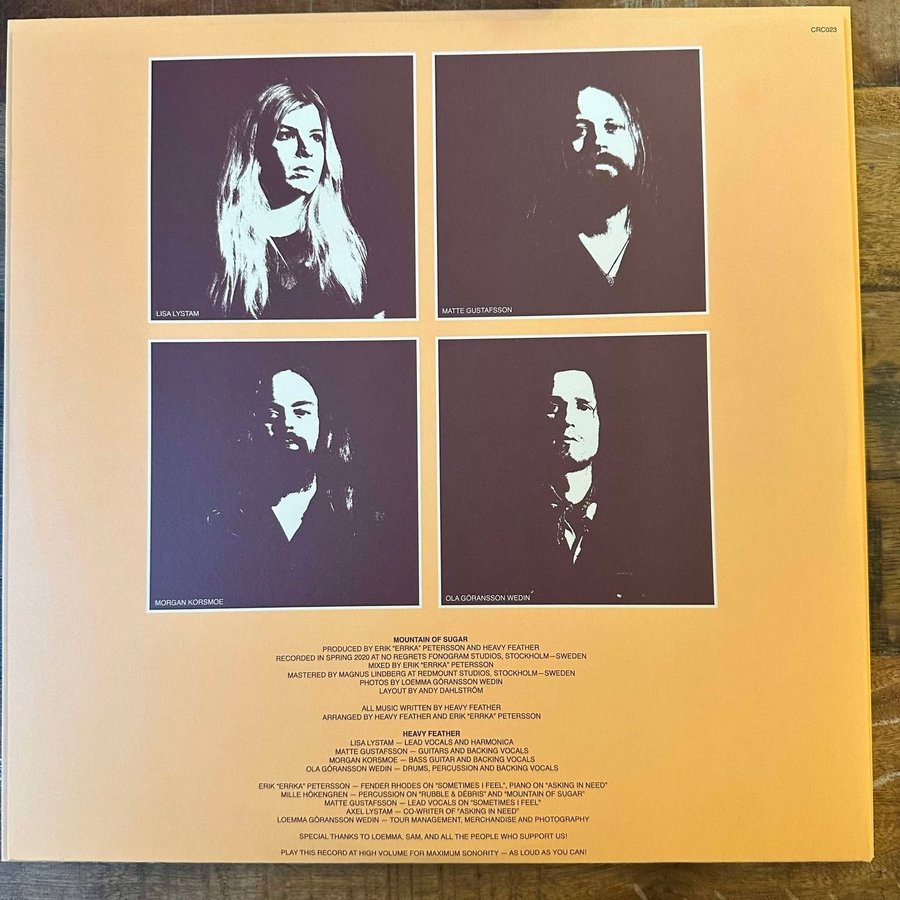 CRC023
LISA LYSTAM
MATTE GUSTAFSSON
MORGAN KORSMOE
OLA GÖRANSSON WEDIN
MOUNTAIN OF SUGAR
PRODUCED BY ERIK "ERRKA" PETERSSON AND HEAVY FEATHER
RECORDED IN SPRING 2020 AT NO REGRETS FONOGRAM STUDIOS, STOCKHOLM—SWEDEN
MIXED BY ERIK "ERRKA" PETERSSON
MASTERED BY MAGNUS LINDBERG AT REDMOUNT STUDIOS, STOCKHOLM—SWEDEN
PHOTOS BY LOEMMA GÖRANSSON WEDIN
LAYOUT BY ANDY DAHLSTRÖM
ALL MUSIC WRITTEN BY HEAVY FEATHER
ARRANGED BY HEAVY FEATHER AND ERIK "ERRKA" PETERSSON
HEAVY FEATHER
LISA LYSTAM — LEAD VOCALS AND HARMONICA
MATTE GUSTAFSSON — GUITARS AND BACKING VOCALS
MORGAN KORSMOE — BASS GUITAR AND BACKING VOCALS
OLA GÖRANSSON WEDIN — DRUMS, PERCUSSION AND BACKING VOCALS
ERIK "ERRKA" PETERSSON — FENDER RHODES ON "SOMETIMES I FEEL", PIANO ON "ASKING IN NEED"
MILLE HÖKENGREN — PERCUSSION ON "RUBBLE & DÉBRIS" AND "MOUNTAIN OF SUGAR"
MATTE GUSTAFSSON — LEAD VOCALS ON "SOMETIMES I FEEL"
AXEL LYSTAM — CO-WRITER OF "ASKING IN NEED"
LOEMMA GÖRANSSON WEDIN — TOUR MANAGEMENT, MERCHANDISE AND PHOTOGRAPHY
SPECIAL THANKS TO LOEMMA, SAM, AND ALL THE PEOPLE WHO SUPPORT US!
PLAY THIS RECORD AT HIGH VOLUME FOR MAXIMUM SONORITY — AS LOUD AS YOU CAN!